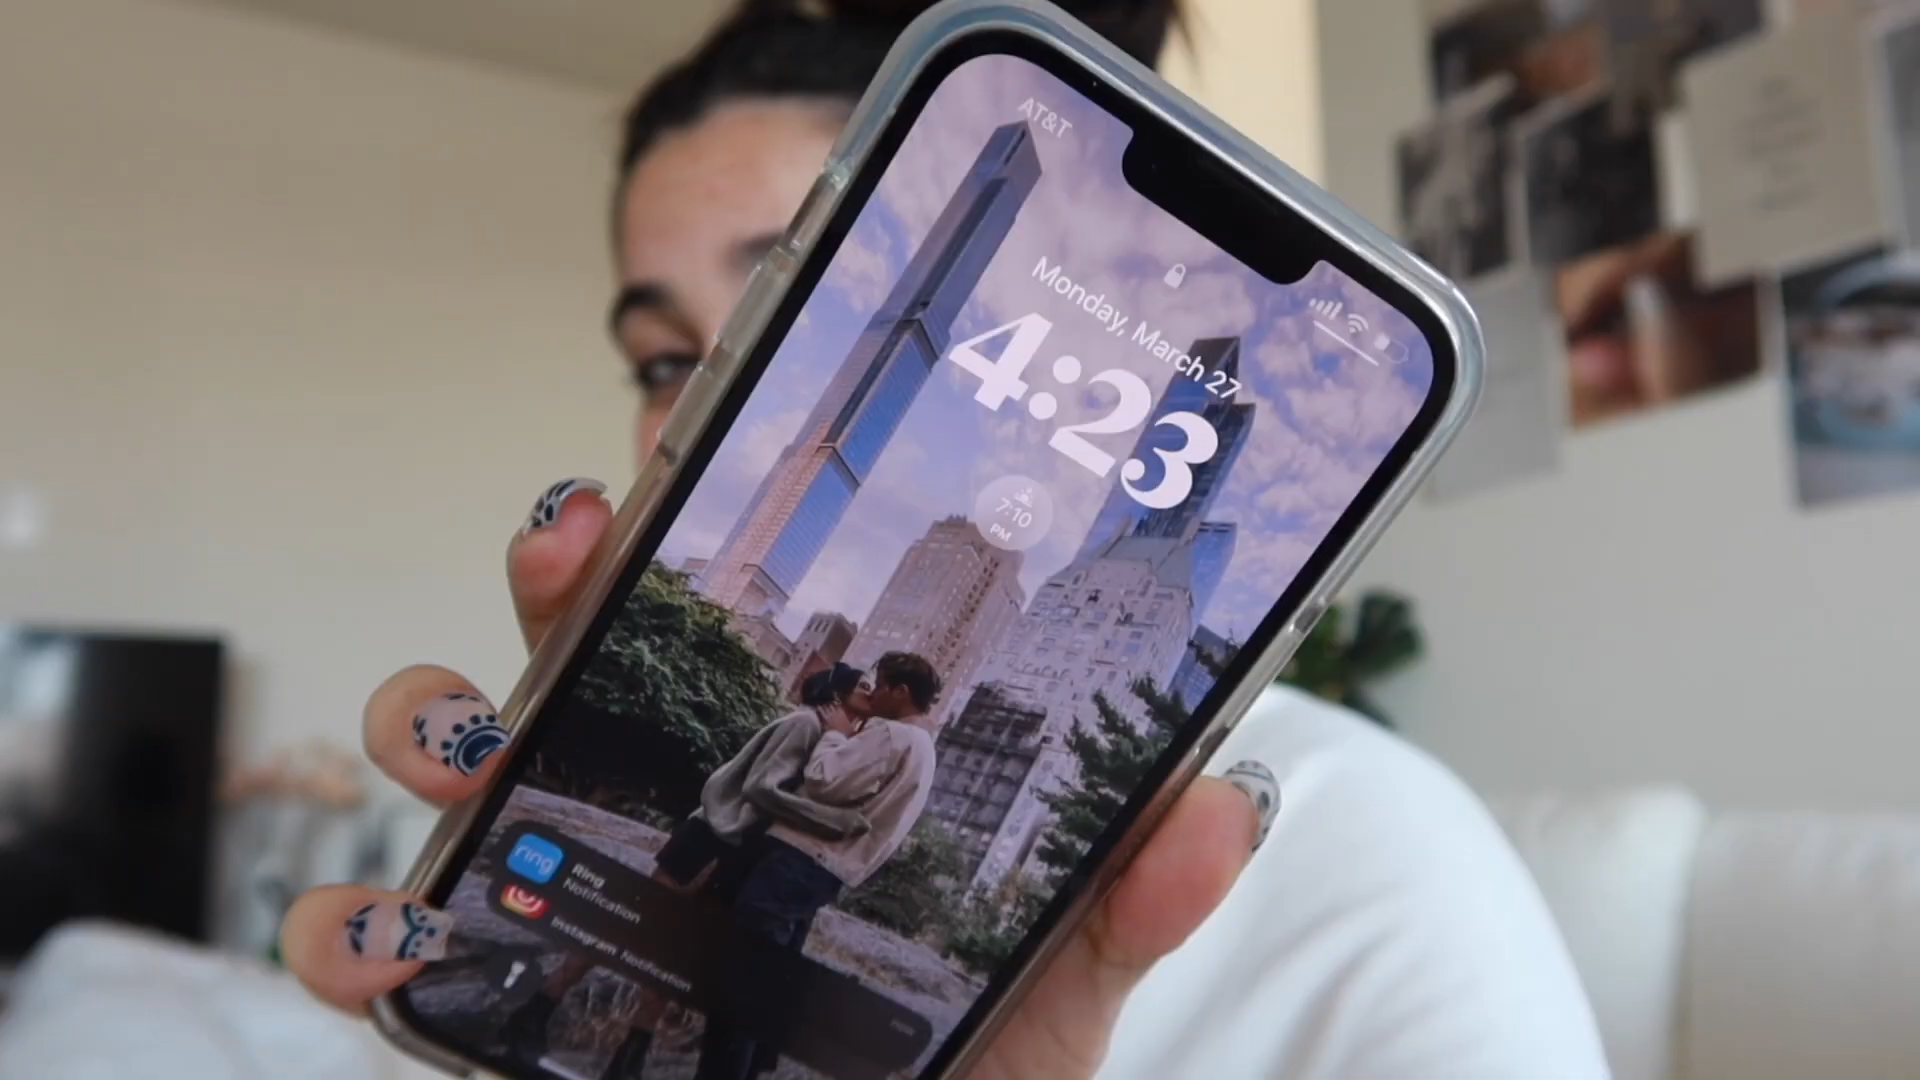 AT&T
Monday, March 27
4:23
7:10
PM
ring
Ring
Notification
Instagram Notification